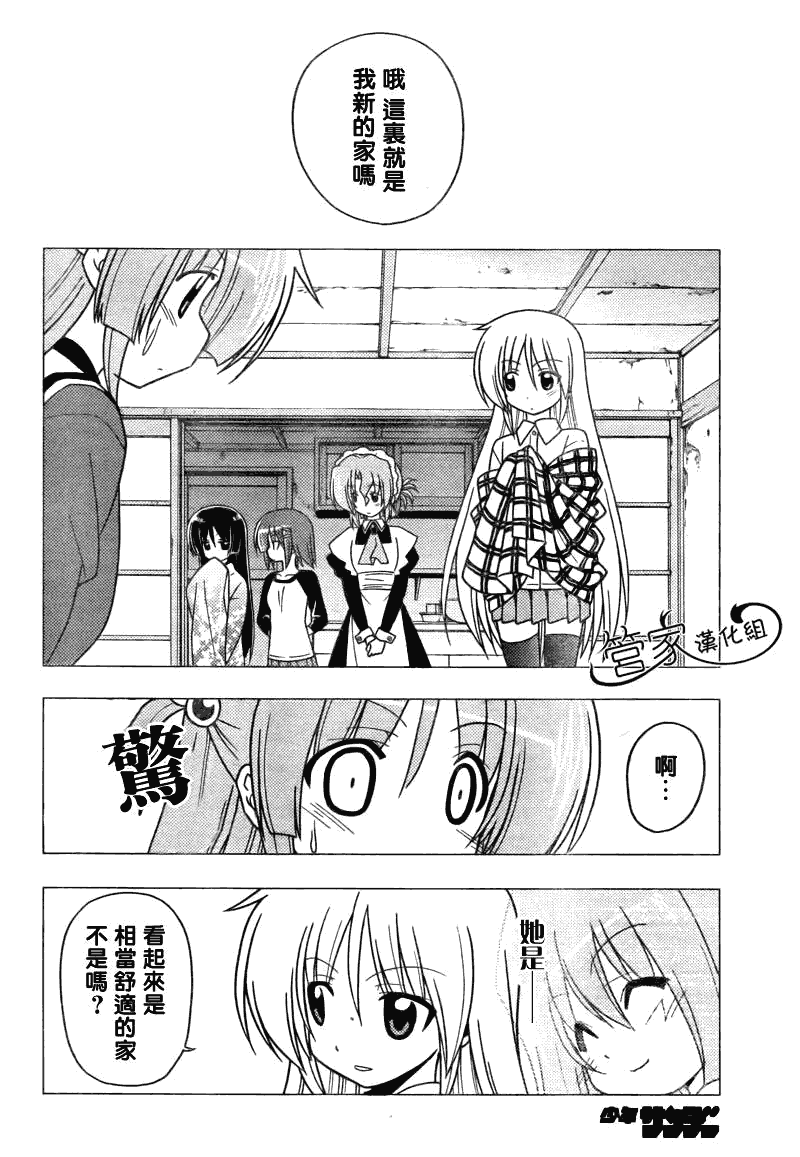 哦 這裏就是
我新的家嗎
管家漢化組
啊…
驚
她是——
看起來是
相當舒適的家
不是嗎？
少年サンデー